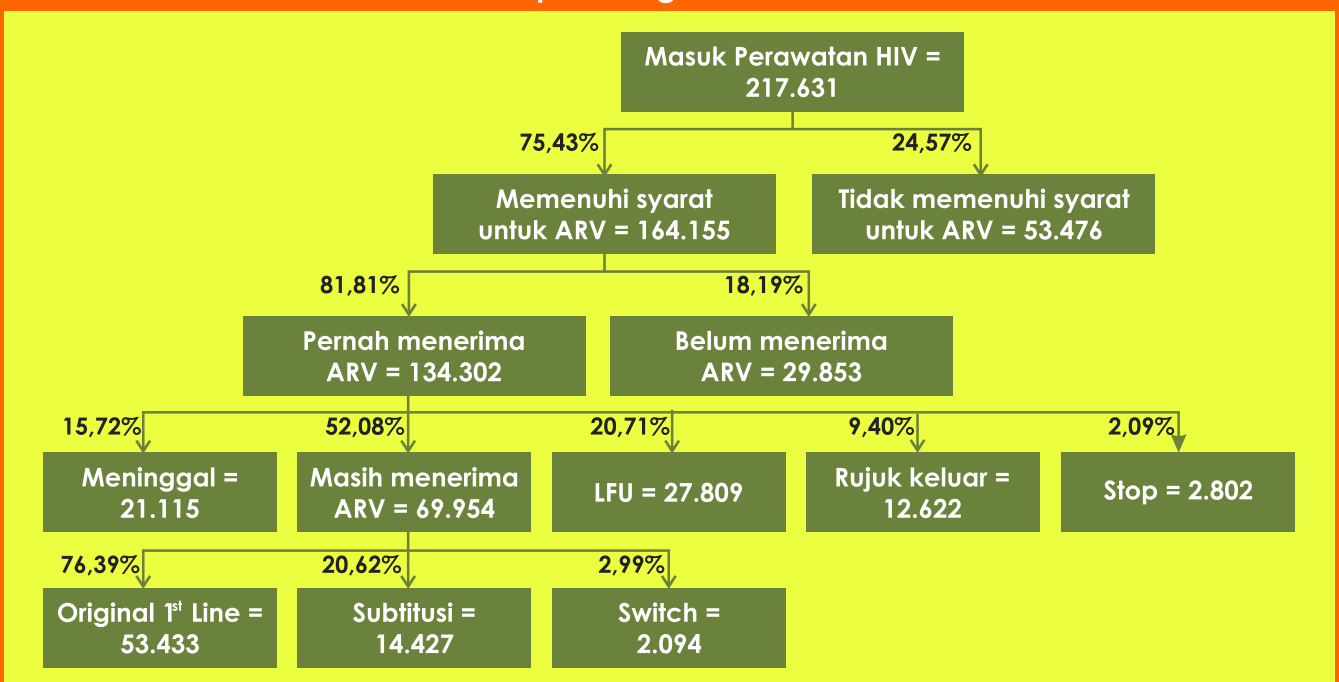 Masuk Perawatan HIV =
217.631
75,43%
24,57%
Memenuhi syarat
untuk ARV = 164.155
Tidak memenuhi syarat
untuk ARV = 53.476
81,81%
18,19%
Pernah menerima
ARV = 134.302
Belum menerima
ARV = 29.853
15,72%
52,08%
20,71%
9,40%
2,09%
Meninggal =
21.115
Masih menerima
ARV = 69.954
LFU = 27.809
Rujuk keluar =
12.622
Stop = 2.802
76,39%
20,62%
2,99%
Original 1st Line =
53.433
Subtitusi =
14.427
Switch =
2.094